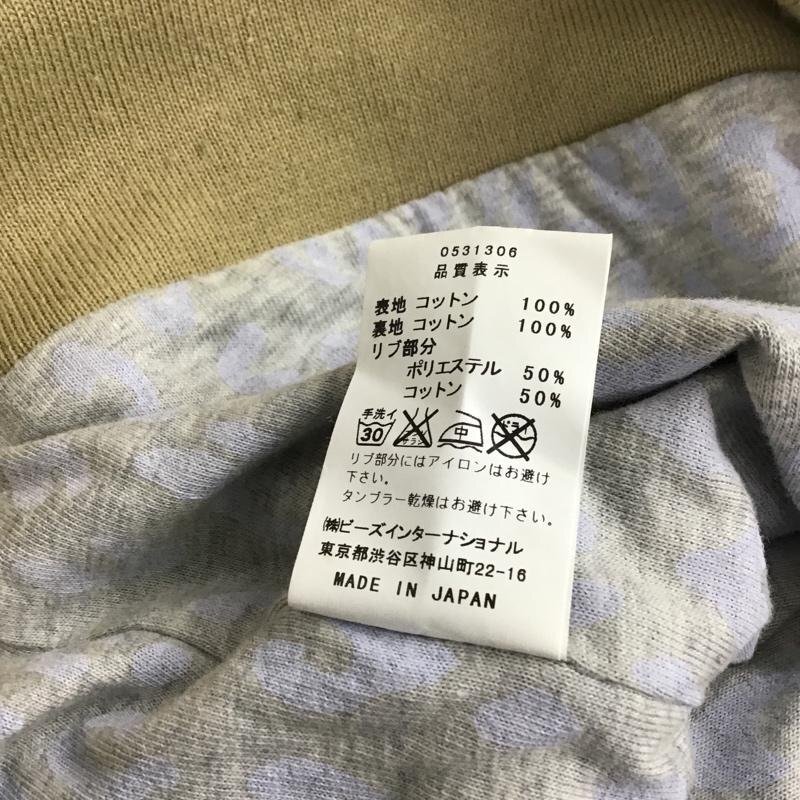 0531306
品質表示
表地 コットン 100%
裏地 コットン 100%
リブ部分
ポリエステル 50%
コットン 50%
手洗イ
30 中
リブ部分にはアイロンはお避け
下さい。
タンブラー乾燥はお避け下さい。
㈱ビーズインターナショナル
東京都渋谷区神山町22-16
MADE IN JAPAN